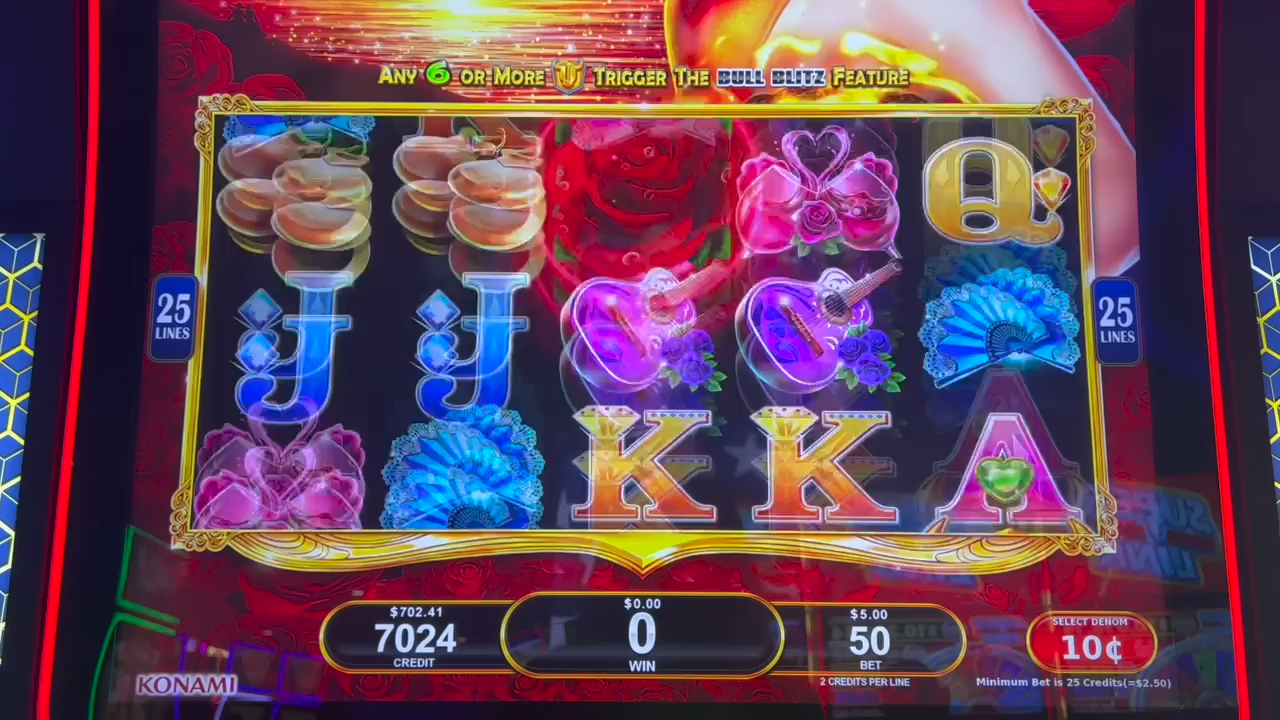 ANY 6 OR MORE TRIGGER THE BULL BLITZ FEATURE
Q
25
LINES
J
J
25
LINES
K
K
A
$702.41
7024
CREDIT
$0.00
0
WIN
$5.00
50
BET
2 CREDITS PER LINE
SELECT DENOM
10¢
Minimum Bet is 25 Credits(=$2.50)
KONAMI